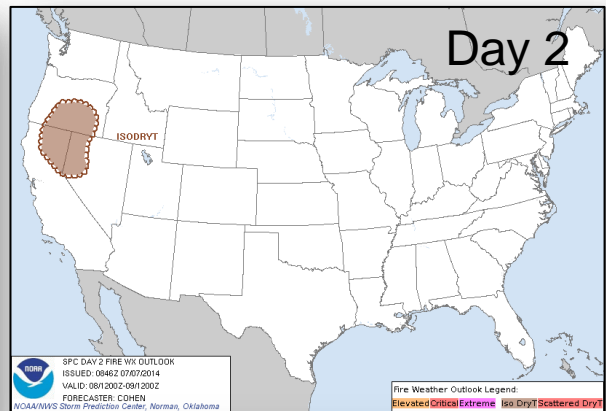 Day 2
ISODRYT
SPC DAY 2 FIRE WX OUTLOOK
ISSUED: 0846Z 07/07/2014
VALID: 08/1200Z-09/1200Z
FORECASTER: COHEN
NOAA/NWS Storm Prediction Center, Norman, Oklahoma
NOAA
Fire Weather Outlook Legend:
Elevated Critical Extreme Iso DryT Scattered DryT